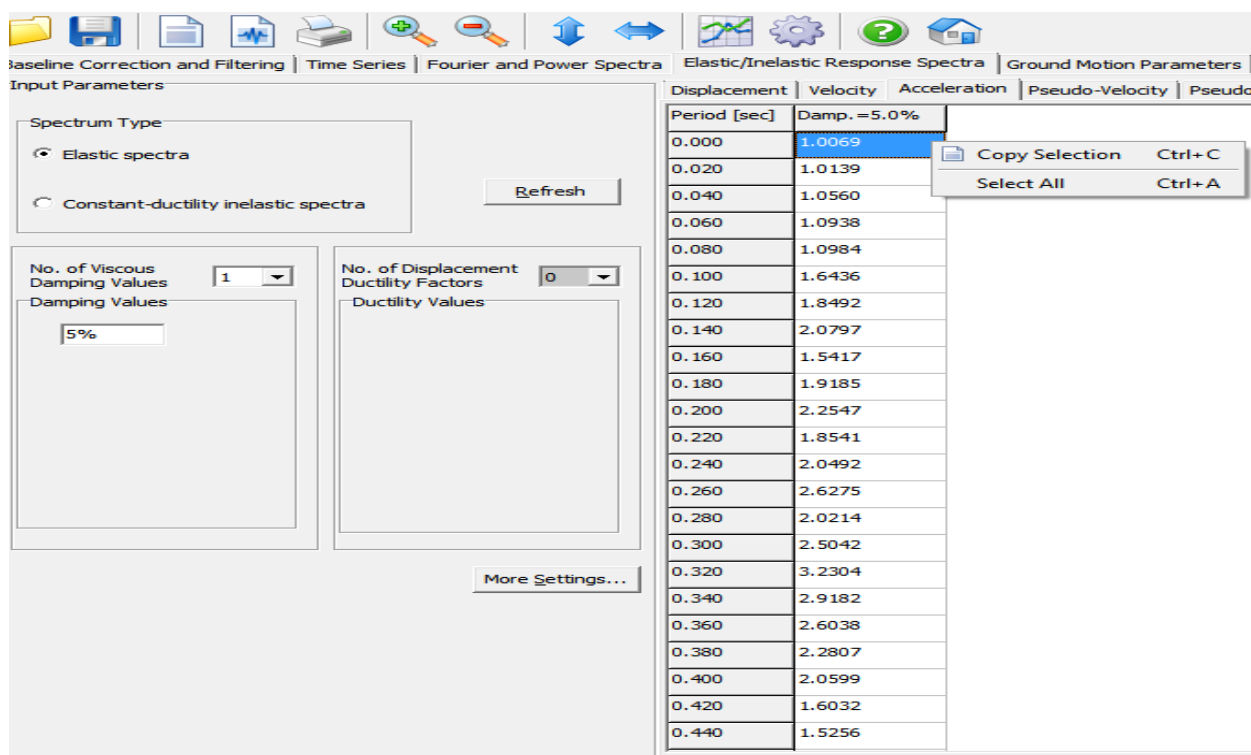 Baseline Correction and Filtering | Time Series | Fourier and Power Spectra | Elastic/Inelastic Response Spectra | Ground Motion Parameters
Input Parameters
Spectrum Type
Elastic spectra
Constant-ductility inelastic spectra
Refresh
No. of Viscous
Damping Values
1
Damping Values
5%
No. of Displacement
Ductility Factors
0
Ductility Values
More Settings...
Displacement | Velocity | Acceleration | Pseudo-Velocity | Pseudo
Period [sec] Damp.=5.0%
0.000 1.0069
0.020 1.0139
0.040 1.0560
0.060 1.0938
0.080 1.0984
0.100 1.6436
0.120 1.8492
0.140 2.0797
0.160 1.5417
0.180 1.9185
0.200 2.2547
0.220 1.8541
0.240 2.0492
0.260 2.6275
0.280 2.0214
0.300 2.5042
0.320 3.2304
0.340 2.9182
0.360 2.6038
0.380 2.2807
0.400 2.0599
0.420 1.6032
0.440 1.5256
Copy Selection Ctrl+C
Select All Ctrl+A